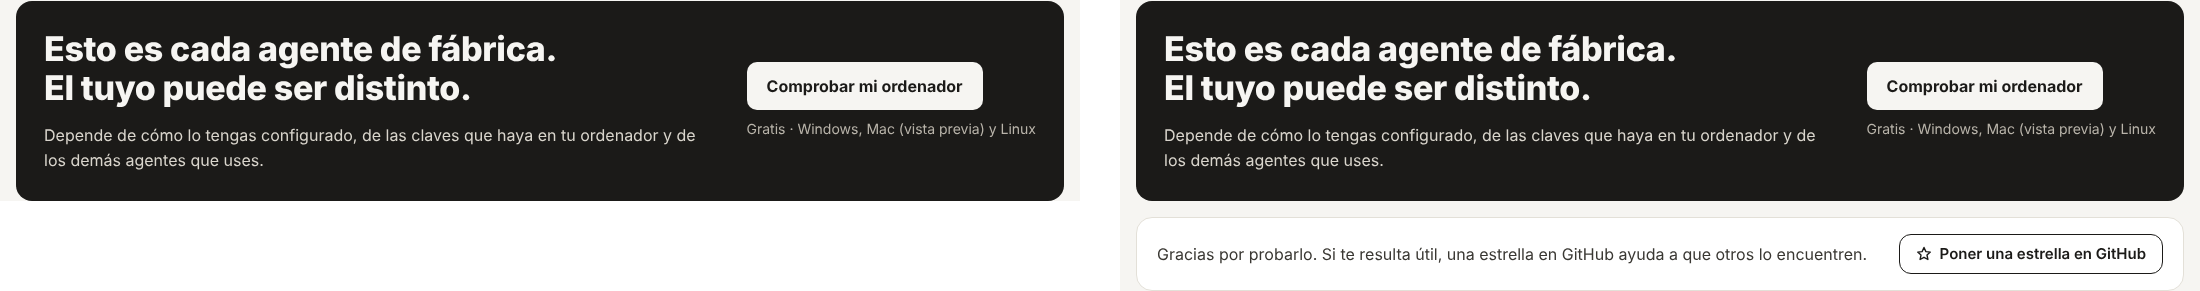 Esto es cada agente de fábrica.
El tuyo puede ser distinto.
Depende de cómo lo tengas configurado, de las claves que haya en tu ordenador y de
los demás agentes que uses.
Comprobar mi ordenador
Gratis · Windows, Mac (vista previa) y Linux
Esto es cada agente de fábrica.
El tuyo puede ser distinto.
Depende de cómo lo tengas configurado, de las claves que haya en tu ordenador y de
los demás agentes que uses.
Comprobar mi ordenador
Gratis · Windows, Mac (vista previa) y Linux
Gracias por probarlo. Si te resulta útil, una estrella en GitHub ayuda a que otros lo encuentren.
Poner una estrella en GitHub